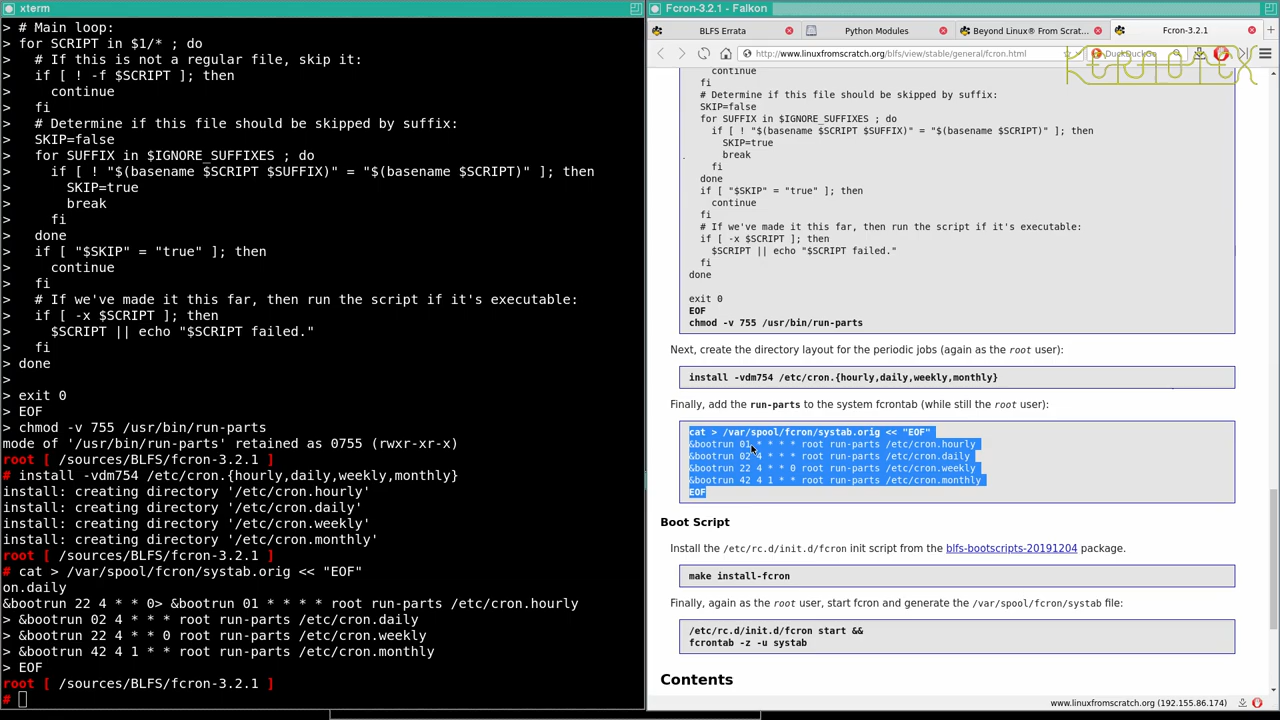 xterm
> # Main loop:
> for SCRIPT in $1/* ; do
>   # If this is not a regular file, skip it:
>   if [ ! -f $SCRIPT ]; then
>     continue
>   fi
>   # Determine if this file should be skipped by suffix:
>   SKIP=false
>   for SUFFIX in $IGNORE_SUFFIXES ; do
>     if [ ! "$(basename $SCRIPT $SUFFIX)" = "$(basename $SCRIPT)" ]; then
>       SKIP=true
>       break
>     fi
>   done
>   if [ "$SKIP" = "true" ]; then
>     continue
>   fi
>   # If we've made it this far, then run the script if it's executable:
>   if [ -x $SCRIPT ]; then
>     $SCRIPT || echo "$SCRIPT failed."
>   fi
> done
>
> exit 0
> EOF
> chmod -v 755 /usr/bin/run-parts
mode of '/usr/bin/run-parts' retained as 0755 (rwxr-xr-x)
root [ /sources/BLFS/fcron-3.2.1 ]
# install -vdm754 /etc/cron.{hourly,daily,weekly,monthly}
install: creating directory '/etc/cron.hourly'
install: creating directory '/etc/cron.daily'
install: creating directory '/etc/cron.weekly'
install: creating directory '/etc/cron.monthly'
root [ /sources/BLFS/fcron-3.2.1 ]
# cat > /var/spool/fcron/systab.orig << "EOF"
on.daily
&bootrun 22 4 * * 0> &bootrun 01 * * * * root run-parts /etc/cron.hourly
> &bootrun 02 4 * * * root run-parts /etc/cron.daily
> &bootrun 22 4 * * 0 root run-parts /etc/cron.weekly
> &bootrun 42 4 1 * * root run-parts /etc/cron.monthly
> EOF
root [ /sources/BLFS/fcron-3.2.1 ]
#
Fcron-3.2.1 - Falkon
BLFS Errata
Python Modules
Beyond Linux® From Scrat...
Fcron-3.2.1
http://www.linuxfromscratch.org/blfs/view/stable/general/fcron.html
DuckDuckGo
continue
fi
# Determine if this file should be skipped by suffix:
SKIP=false
for SUFFIX in $IGNORE_SUFFIXES ; do
if [ ! "$(basename $SCRIPT $SUFFIX)" = "$(basename $SCRIPT)" ]; then
SKIP=true
break
fi
done
if [ "$SKIP" = "true" ]; then
continue
fi
# If we've made it this far, then run the script if it's executable:
if [ -x $SCRIPT ]; then
$SCRIPT || echo "$SCRIPT failed."
fi
done
exit 0
EOF
chmod -v 755 /usr/bin/run-parts
Next, create the directory layout for the periodic jobs (again as the root user):
install -vdm754 /etc/cron.{hourly,daily,weekly,monthly}
Finally, add the run-parts to the system fcrontab (while still the root user):
cat > /var/spool/fcron/systab.orig << "EOF"
&bootrun 01 * * * * root run-parts /etc/cron.hourly
&bootrun 02 4 * * * root run-parts /etc/cron.daily
&bootrun 22 4 * * 0 root run-parts /etc/cron.weekly
&bootrun 42 4 1 * * root run-parts /etc/cron.monthly
EOF
Boot Script
Install the /etc/rc.d/init.d/fcron init script from the blfs-bootscripts-20191204 package.
make install-fcron
Finally, again as the root user, start fcron and generate the /var/spool/fcron/systab file:
/etc/rc.d/init.d/fcron start &&
fcrontab -z -u systab
Contents
www.linuxfromscratch.org (192.155.86.174)